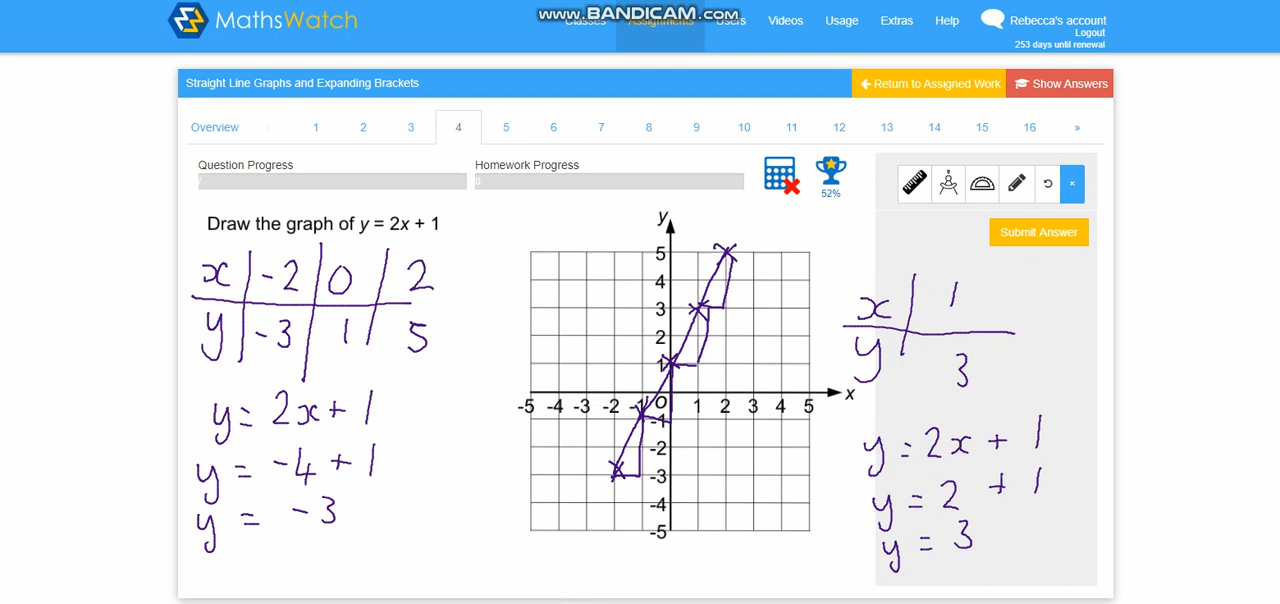 www.BANDICAM.com
MathsWatch
Classes Assignments Users Videos Usage Extras Help Rebecca's account
Logout
253 days until renewal
Straight Line Graphs and Expanding Brackets
Return to Assigned Work
Show Answers
Overview 1 2 3 4 5 6 7 8 9 10 11 12 13 14 15 16 »
Question Progress
Homework Progress
0
52%
Submit Answer
Draw the graph of y = 2x + 1
x -2 0 2
y -3 1 5
y = 2x + 1
y = -4 + 1
y = -3
y
5
4
3
2
1
-5 -4 -3 -2 -1 O 1 2 3 4 5 x
-1
-2
-3
-4
-5
x 1
y 3
y = 2x + 1
y = 2 + 1
y = 3